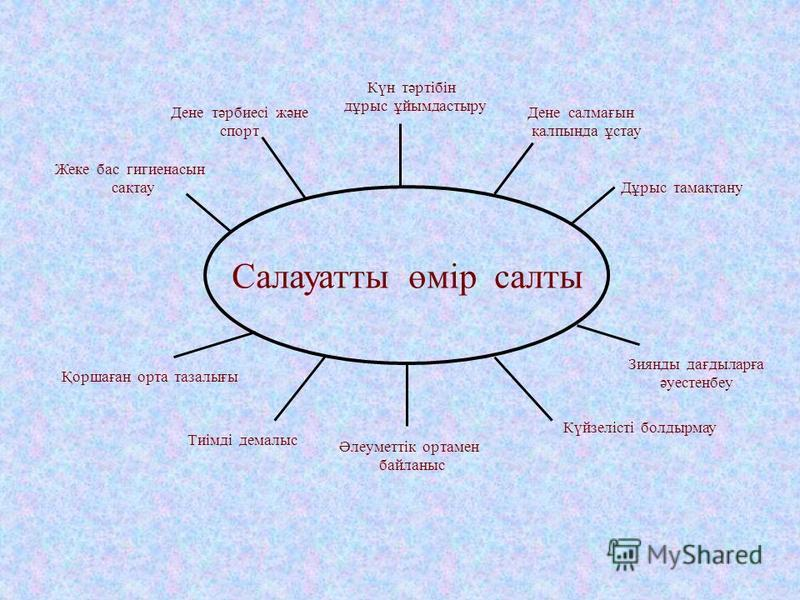 Күн тәртібін
дұрыс ұйымдастыру
Дене тәрбиесі және
спорт
Дене салмағын
қалпында ұстау
Жеке бас гигиенасын
сақтау
Дұрыс тамақтану
Салауатты өмір салты
Қоршаған орта тазалығы
Зиянды дағдыларға
әуестенбеу
Тиімді демалыс
Әлеуметтік ортамен
байланыс
Күйзелісті болдырмау
MyShared